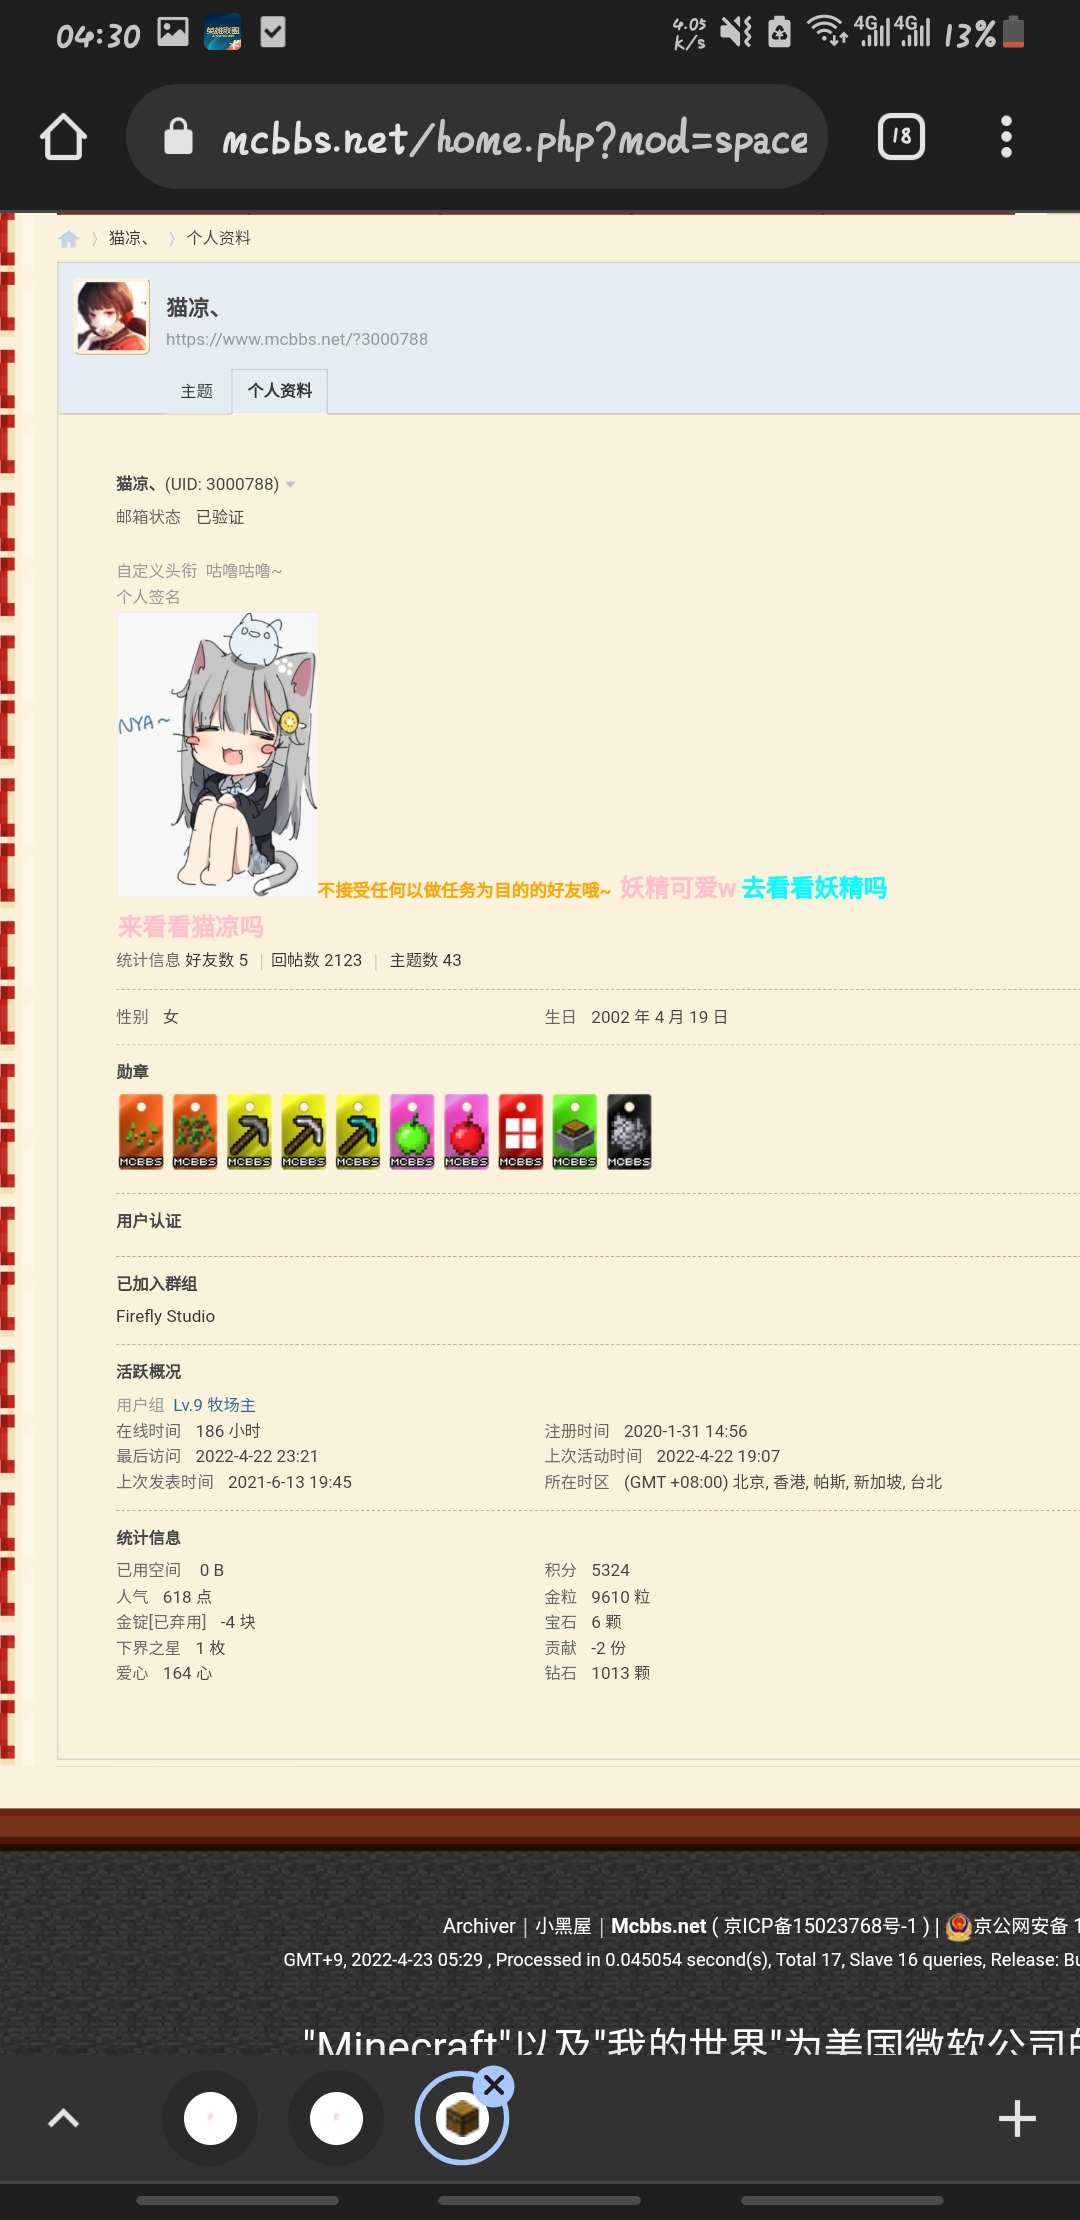 04:30
4.05 K/s
4G 4G 13%
mcbbs.net/home.php?mod=space
18
猫凉、 个人资料
猫凉、
https://www.mcbbs.net/?3000788
主题 个人资料
猫凉、(UID: 3000788)
邮箱状态 已验证
自定义头衔 咕噜咕噜~
个人签名
NYA~
不接受任何以做任务为目的的好友哦~ 妖精可爱w 去看看妖精吗
来看看猫凉吗
统计信息 好友数 5 | 回帖数 2123 | 主题数 43
性别 女 生日 2002 年 4 月 19 日
勋章
MCBBS MCBBS MCBBS MCBBS MCBBS MCBBS MCBBS MCBBS MCBBS MCBBS
用户认证
已加入群组
Firefly Studio
活跃概况
用户组 Lv.9 牧场主
在线时间 186 小时 注册时间 2020-1-31 14:56
最后访问 2022-4-22 23:21 上次活动时间 2022-4-22 19:07
上次发表时间 2021-6-13 19:45 所在时区 (GMT +08:00) 北京, 香港, 帕斯, 新加坡, 台北
统计信息
已用空间 0 B 积分 5324
人气 618 点 金粒 9610 粒
金锭[已弃用] -4 块 宝石 6 颗
下界之星 1 枚 贡献 -2 份
爱心 164 心 钻石 1013 颗
Archiver | 小黑屋 | Mcbbs.net ( 京ICP备15023768号-1 ) | 京公网安备 1
GMT+9, 2022-4-23 05:29 , Processed in 0.045054 second(s), Total 17, Slave 16 queries, Release: Bu
"Minecraft"以及"我的世界"为美国微软公司的